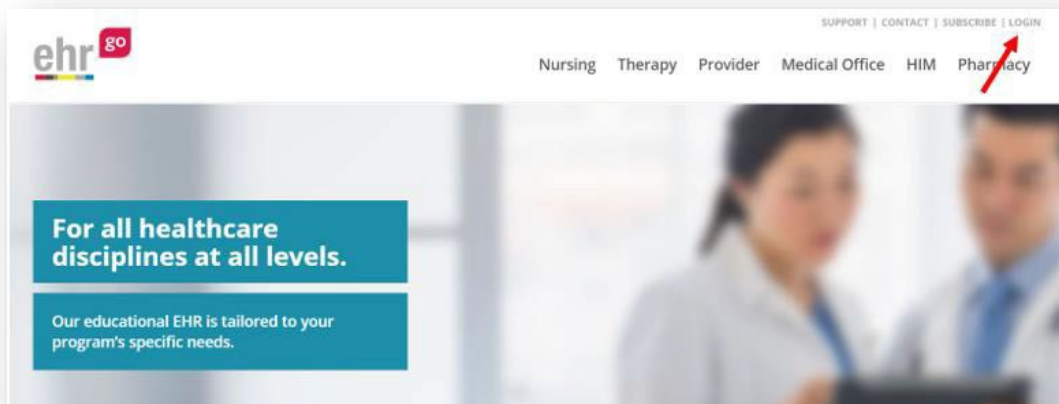 SUPPORT | CONTACT | SUBSCRIBE | LOGIN
ehr go
Nursing Therapy Provider Medical Office HIM Pharmacy
For all healthcare
disciplines at all levels.
Our educational EHR is tailored to your
program's specific needs.